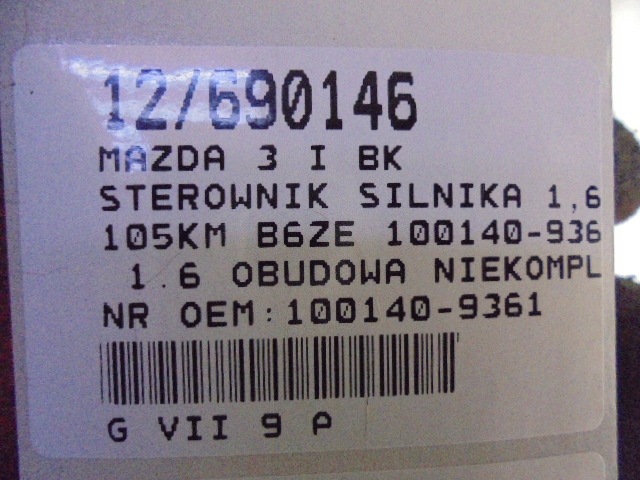 12/690146
MAZDA 3 I BK
STEROWNIK SILNIKA 1,6
105KM B6ZE 100140-936
1.6 OBUDOWA NIEKOMPL
NR OEM:100140-9361
G VII 9 A